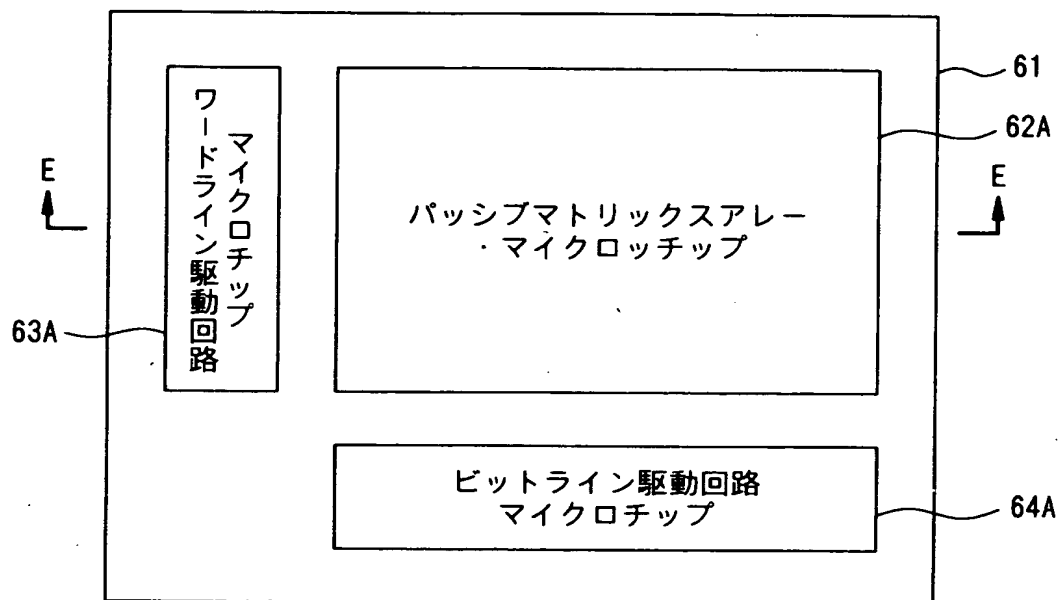 61
62A
E
E
ワードライン駆動回路
マイクロチップ
パッシブマトリックスアレー
・マイクロッチップ
63A
ビットライン駆動回路
マイクロチップ
64A